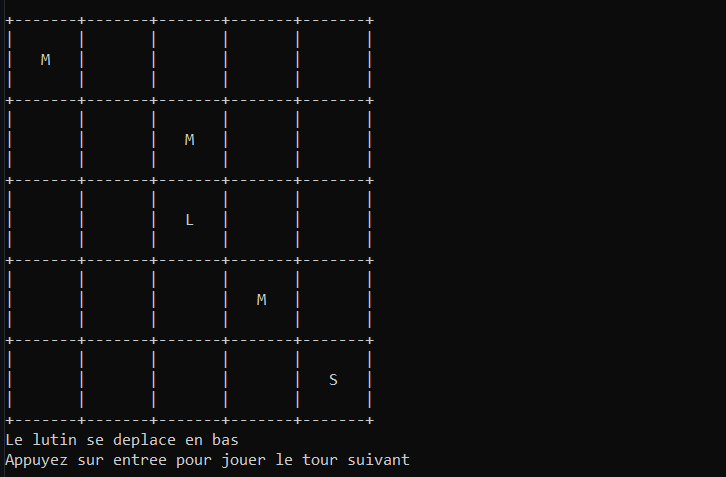 +-------+-------+-------+-------+-------+
|       |       |       |       |       |
|   M   |       |       |       |       |
|       |       |       |       |       |
+-------+-------+-------+-------+-------+
|       |       |       |       |       |
|       |       |   M   |       |       |
|       |       |       |       |       |
+-------+-------+-------+-------+-------+
|       |       |       |       |       |
|       |       |   L   |       |       |
|       |       |       |       |       |
+-------+-------+-------+-------+-------+
|       |       |       |       |       |
|       |       |       |   M   |       |
|       |       |       |       |       |
+-------+-------+-------+-------+-------+
|       |       |       |       |       |
|       |       |       |       |   S   |
|       |       |       |       |       |
+-------+-------+-------+-------+-------+
Le lutin se deplace en bas
Appuyez sur entree pour jouer le tour suivant